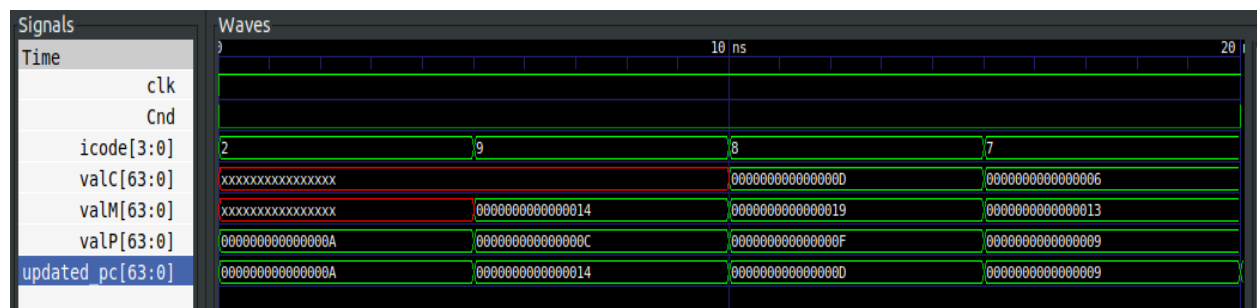 Signals Waves
Time 0 10 ns 20
clk
Cnd
icode[3:0] 2 9 8 7
valC[63:0] xxxxxxxxxxxxxxxx 000000000000000D 0000000000000006
valM[63:0] xxxxxxxxxxxxxxxx 0000000000000014 0000000000000019 0000000000000013
valP[63:0] 000000000000000A 000000000000000C 000000000000000F 0000000000000009
updated_pc[63:0] 000000000000000A 0000000000000014 000000000000000D 0000000000000009